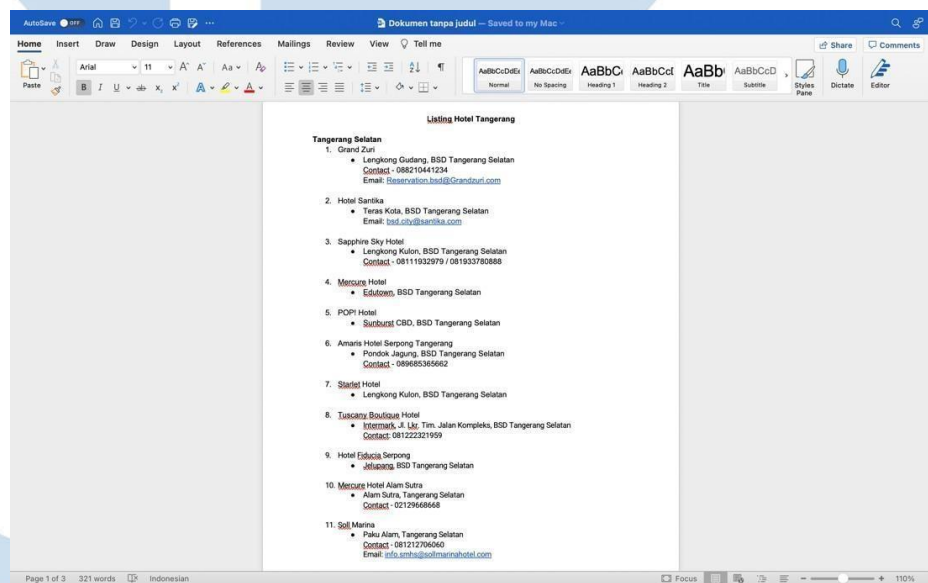 AutoSave OFF
Dokumen tanpa judul — Saved to my Mac
Home Insert Draw Design Layout References Mailings Review View Tell me
Share Comments
Paste
Arial 11
AaBbCcDdEe AaBbCcDdEe AaBbCc AaBbCcI AaBb AaBbCcD
Normal No Spacing Heading 1 Heading 2 Title Subtitle
Styles Pane
Dictate
Editor
Listing Hotel Tangerang
Tangerang Selatan
1. Grand Zuri
• Lengkong Gudang, BSD Tangerang Selatan
Contact - 088210441234
Email: Reservation.bsd@Grandzuri.com
2. Hotel Santika
• Teras Kota, BSD Tangerang Selatan
Email: bsd.city@santika.com
3. Sapphire Sky Hotel
• Lengkong Kulon, BSD Tangerang Selatan
Contact - 08111932979 / 081933780888
4. Mercure Hotel
• Edutown, BSD Tangerang Selatan
5. POP! Hotel
• Sunburst CBD, BSD Tangerang Selatan
6. Amaris Hotel Serpong Tangerang
• Pondok Jagung, BSD Tangerang Selatan
Contact - 089685365662
7. Starlet Hotel
• Lengkong Kulon, BSD Tangerang Selatan
8. Tuscany Boutique Hotel
• Intermark, Jl. Lkr. Tim. Jalan Kompleks, BSD Tangerang Selatan
Contact: 081222321959
9. Hotel Fiducia Serpong
• Jelupang, BSD Tangerang Selatan
10. Mercure Hotel Alam Sutra
• Alam Sutra, Tangerang Selatan
Contact - 02129668668
11. Soll Marina
• Paku Alam, Tangerang Selatan
Contact - 081212706060
Email: info.smhs@sollmarinahotel.com
Page 1 of 3 321 words Indonesian
Focus 110%